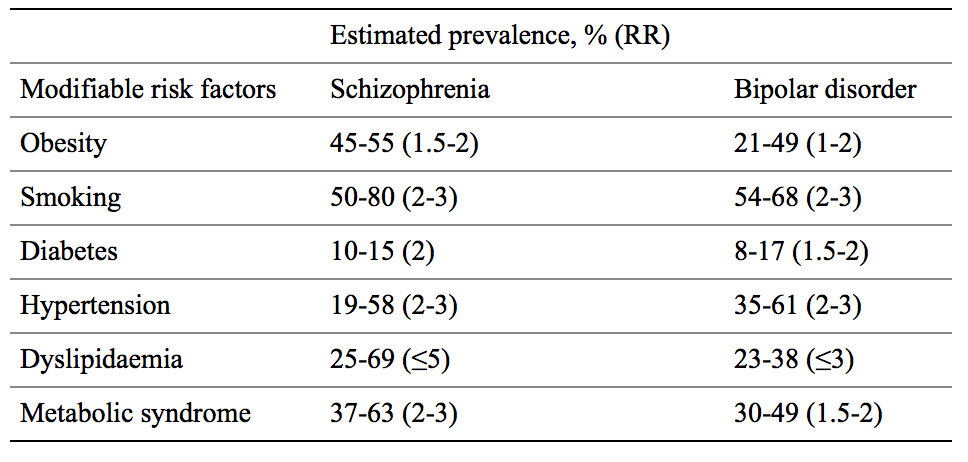 Estimated prevalence, % (RR)
Modifiable risk factors Schizophrenia Bipolar disorder
Obesity 45-55 (1.5-2) 21-49 (1-2)
Smoking 50-80 (2-3) 54-68 (2-3)
Diabetes 10-15 (2) 8-17 (1.5-2)
Hypertension 19-58 (2-3) 35-61 (2-3)
Dyslipidaemia 25-69 (≤5) 23-38 (≤3)
Metabolic syndrome 37-63 (2-3) 30-49 (1.5-2)